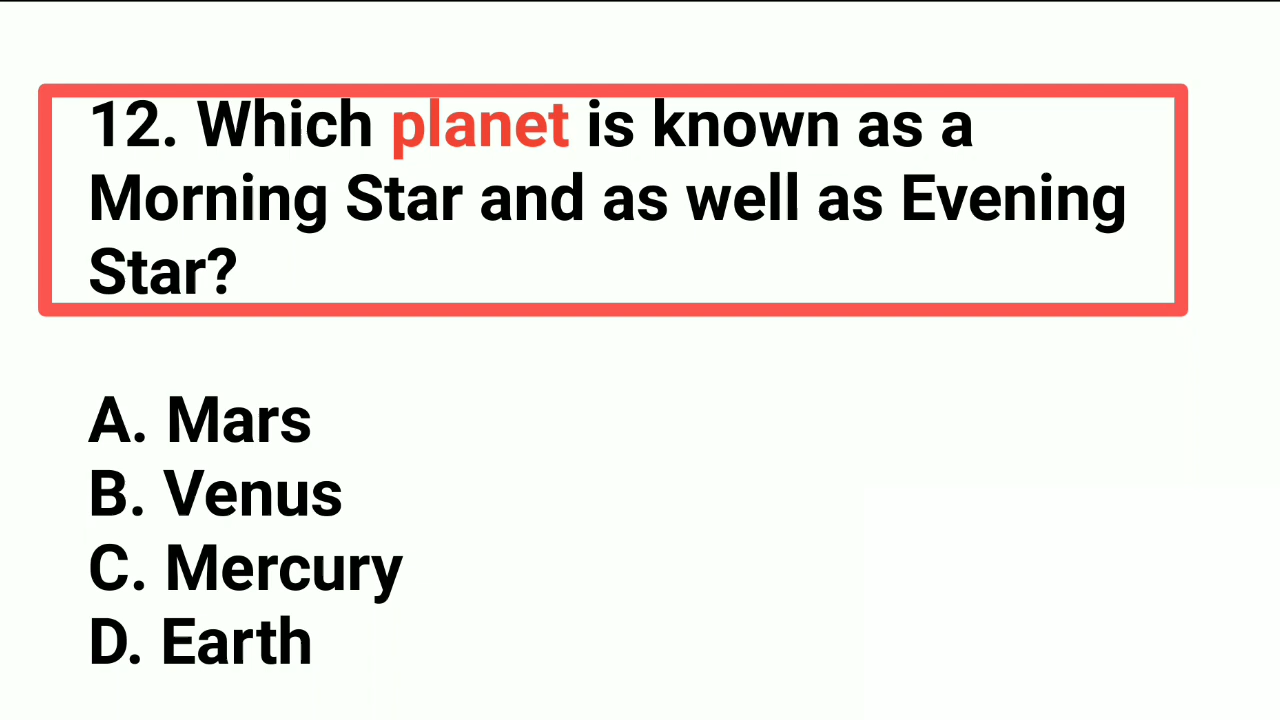 12. Which planet is known as a
Morning Star and as well as Evening
Star?
A. Mars
B. Venus
C. Mercury
D. Earth